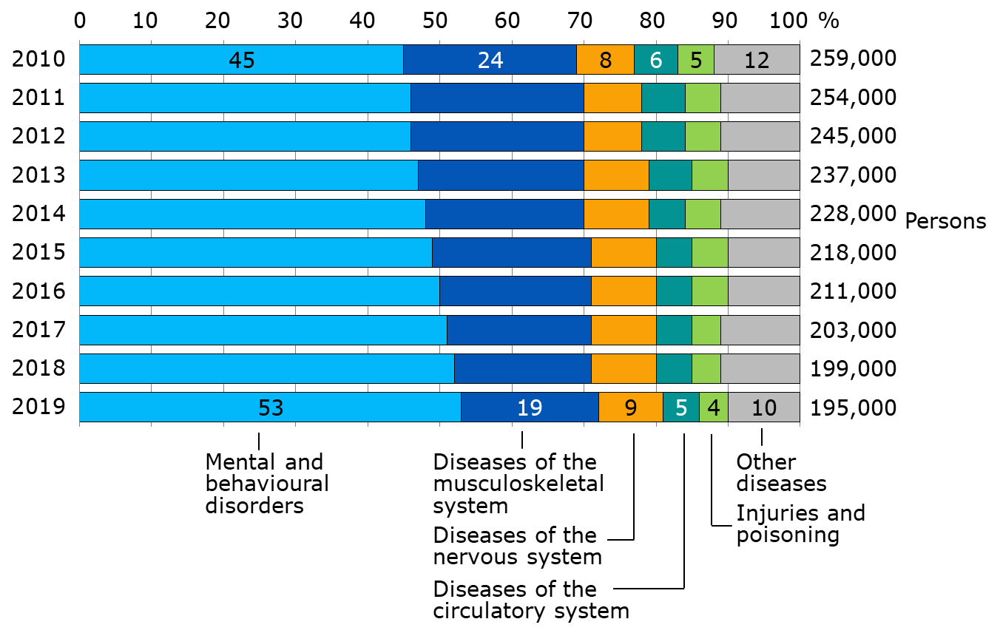 0 10 20 30 40 50 60 70 80 90 100 %
2010 45 24 8 6 5 12 259,000
2011 254,000
2012 245,000
2013 237,000
2014 228,000
Persons
2015 218,000
2016 211,000
2017 203,000
2018 199,000
2019 53 19 9 5 4 10 195,000
Mental and
behavioural
disorders
Diseases of the
musculoskeletal
system
Diseases of the
nervous system
Diseases of the
circulatory system
Other
diseases
Injuries and
poisoning